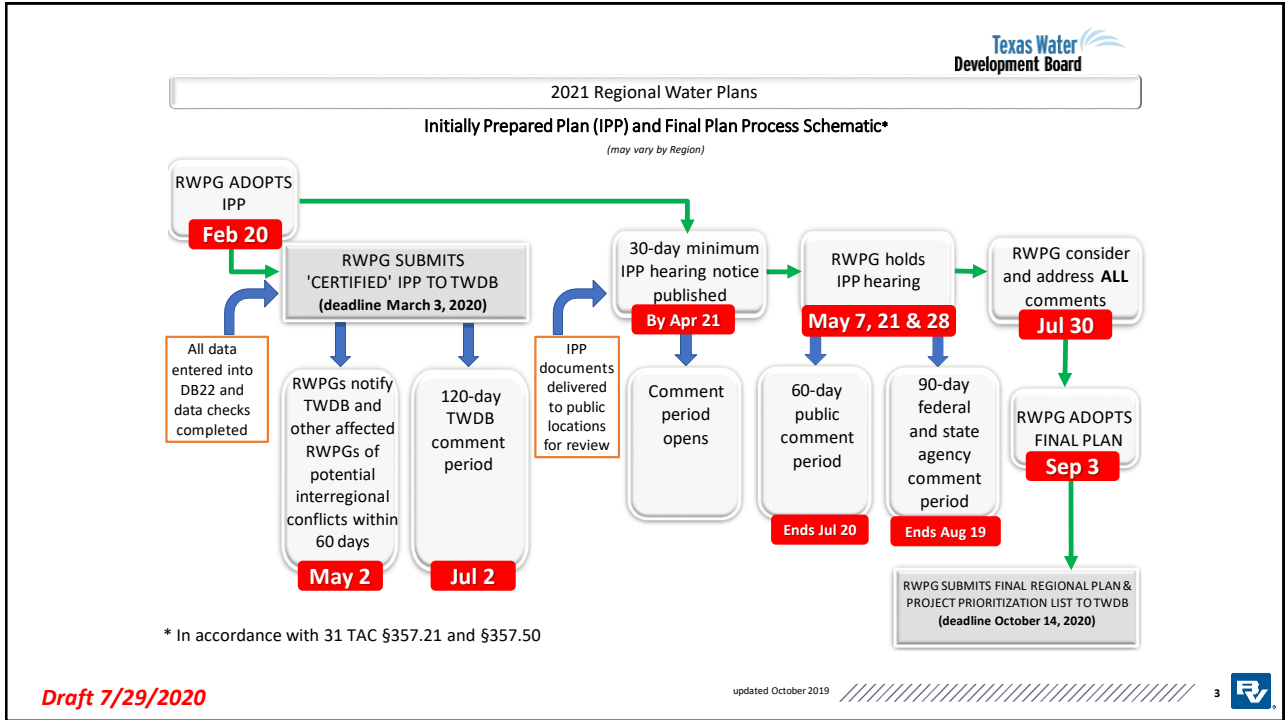 Texas Water
Development Board
2021 Regional Water Plans
Initially Prepared Plan (IPP) and Final Plan Process Schematic*
(may vary by Region)
RWPG ADOPTS
IPP
Feb 20
RWPG SUBMITS
'CERTIFIED' IPP TO TWDB
(deadline March 3, 2020)
All data
entered into
DB22 and
data checks
completed
RWPGs notify
TWDB and
other affected
RWPGs of
potential
interregional
conflicts within
60 days
May 2
120-day
TWDB
comment
period
Jul 2
IPP
documents
delivered
to public
locations
for review
30-day minimum
IPP hearing notice
published
By Apr 21
Comment
period
opens
RWPG holds
IPP hearing
May 7, 21 & 28
60-day
public
comment
period
Ends Jul 20
90-day
federal
and state
agency
comment
period
Ends Aug 19
RWPG consider
and address ALL
comments
Jul 30
RWPG ADOPTS
FINAL PLAN
Sep 3
RWPG SUBMITS FINAL REGIONAL PLAN &
PROJECT PRIORITIZATION LIST TO TWDB
(deadline October 14, 2020)
* In accordance with 31 TAC §357.21 and §357.50
Draft 7/29/2020
updated October 2019
3
BV